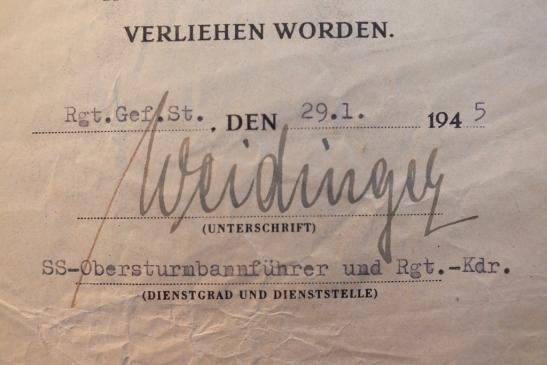 VERLIEHEN WORDEN.
Rgt.Gef.St. , DEN 29.1. 1945
Weidinger
(UNTERSCHRIFT)
SS-Obersturmbannführer und Rgt.-Kdr.
(DIENSTGRAD UND DIENSTSTELLE)